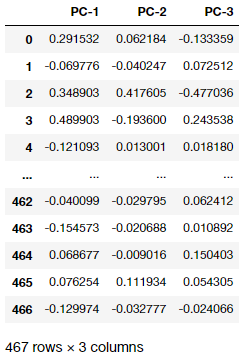 PC-1 PC-2 PC-3
0 0.291532 0.062184 -0.133359
1 -0.069776 -0.040247 0.072512
2 0.348903 0.417605 -0.477036
3 0.489903 -0.193600 0.243538
4 -0.121093 0.013001 0.018180
... ... ... ...
462 -0.040099 -0.029795 0.062412
463 -0.154573 -0.020688 0.010892
464 0.068677 -0.009016 0.150403
465 0.076254 0.111934 0.054305
466 -0.129974 -0.032777 -0.024066
467 rows × 3 columns